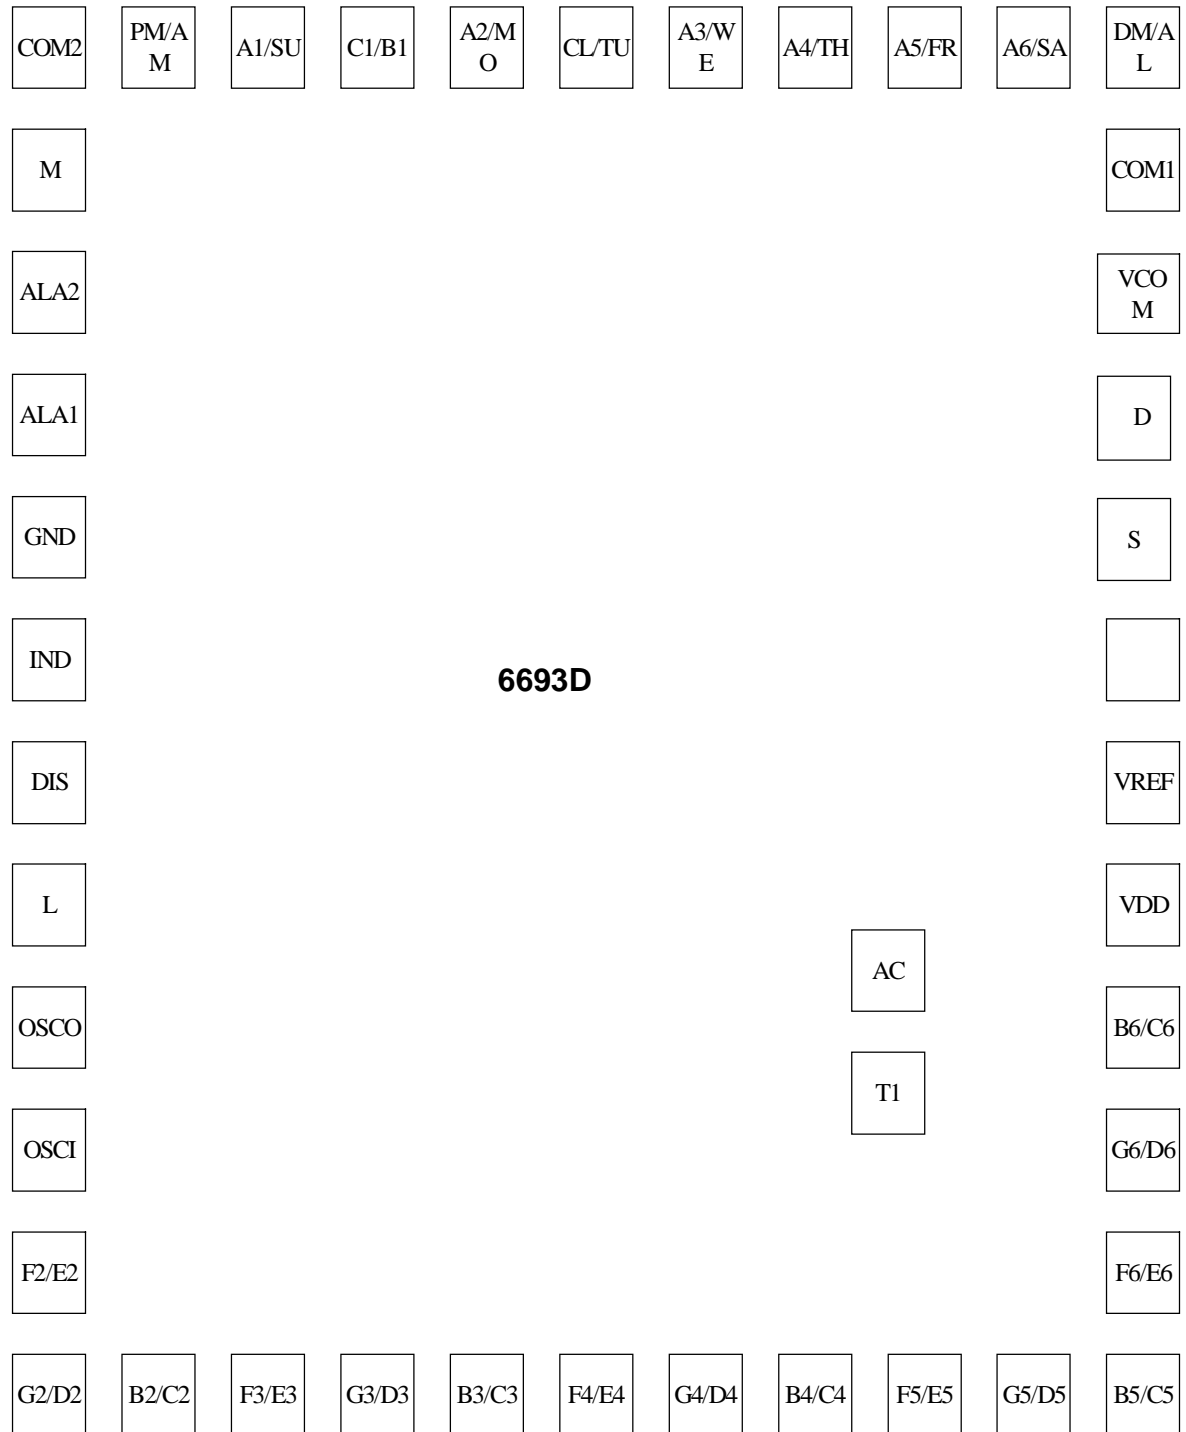 COM2 PM/A M A1/SU C1/B1 A2/M O CL/TU A3/W E A4/TH A5/FR A6/SA DM/A L
M COM1
ALA2 VCO M
ALA1 D
GND S
IND
6693D
DIS VREF
L VDD
AC
OSCO B6/C6
T1
OSCI G6/D6
F2/E2 F6/E6
G2/D2 B2/C2 F3/E3 G3/D3 B3/C3 F4/E4 G4/D4 B4/C4 F5/E5 G5/D5 B5/C5